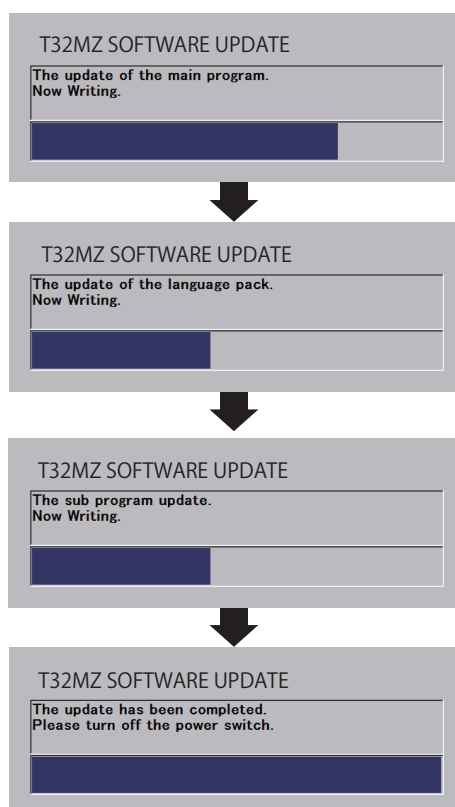 T32MZ SOFTWARE UPDATE
The update of the main program.
Now Writing.
T32MZ SOFTWARE UPDATE
The update of the language pack.
Now Writing.
T32MZ SOFTWARE UPDATE
The sub program update.
Now Writing.
T32MZ SOFTWARE UPDATE
The update has been completed.
Please turn off the power switch.